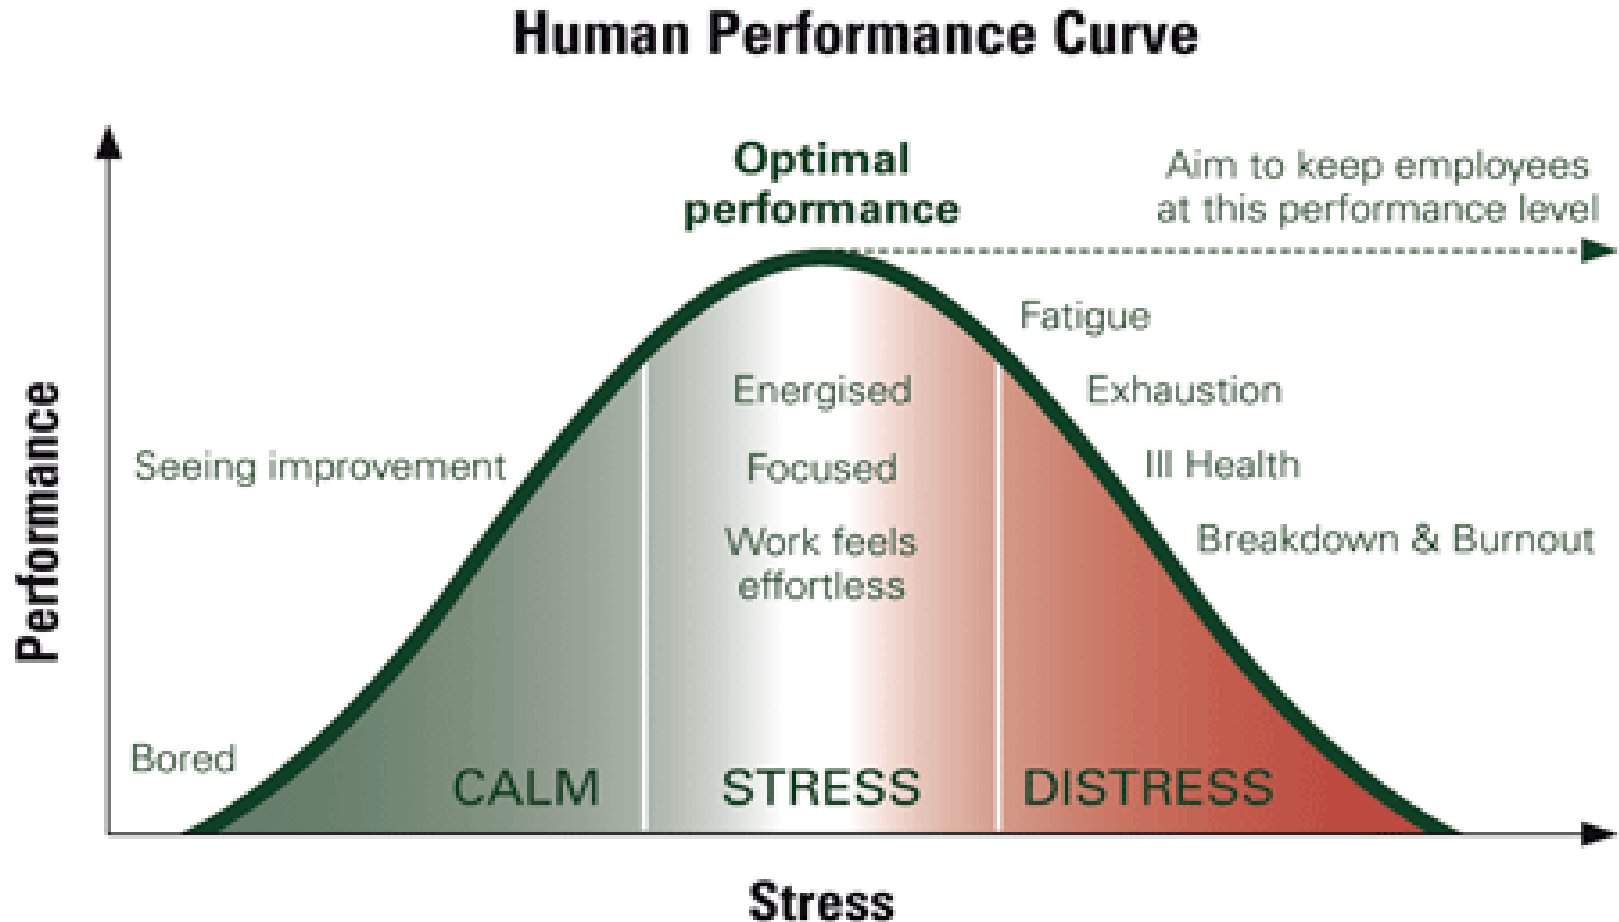 Human Performance Curve
Optimal
performance
Aim to keep employees
at this performance level
Fatigue
Energised
Exhaustion
Seeing improvement
Focused
Ill Health
Work feels
effortless
Breakdown & Burnout
Performance
Bored
CALM
STRESS
DISTRESS
Stress